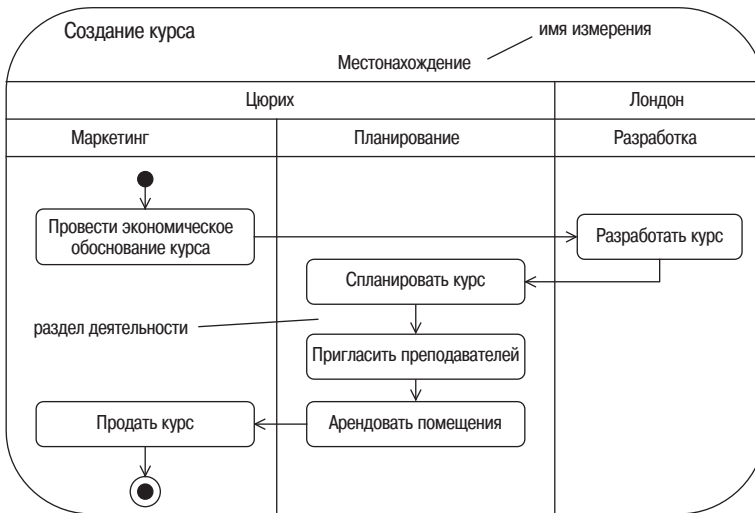 Создание курса
имя измерения
Местонахождение
Цюрих
Лондон
Маркетинг
Планирование
Разработка
Провести экономическое
обоснование курса
Разработать курс
Спланировать курс
раздел деятельности
Пригласить преподавателей
Продать курс
Арендовать помещения